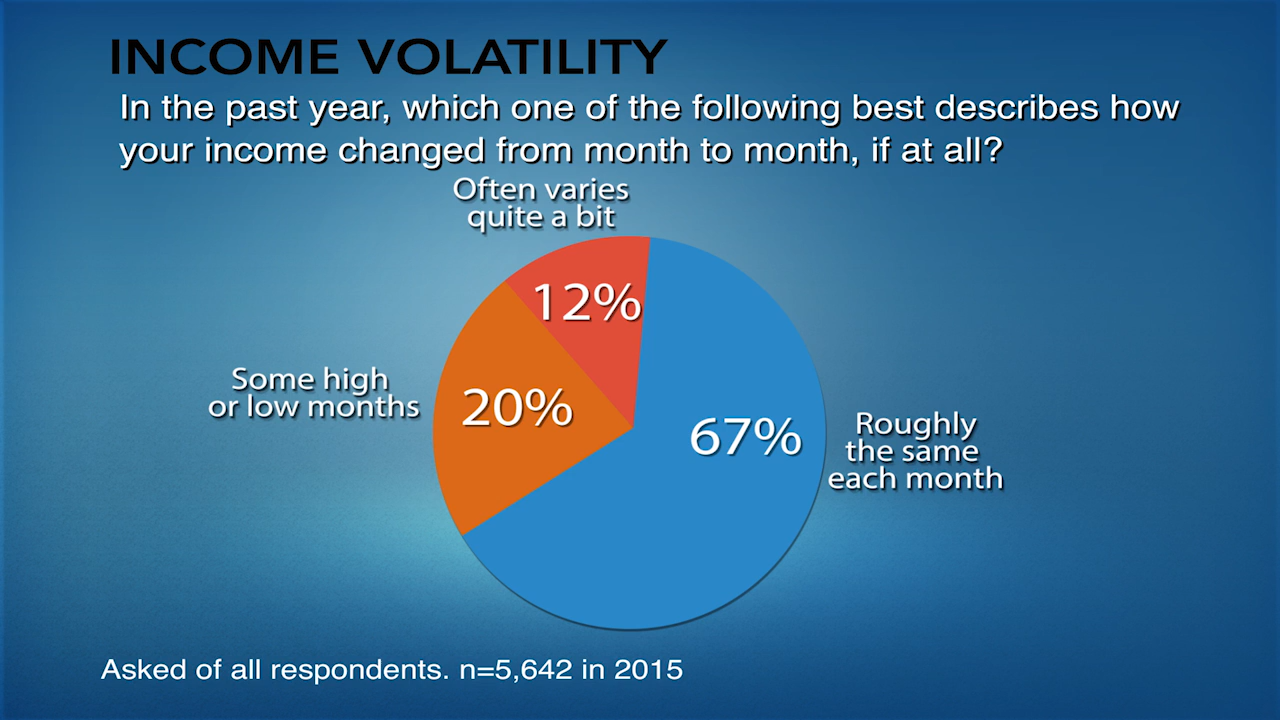 INCOME VOLATILITY
In the past year, which one of the following best describes how
your income changed from month to month, if at all?
Often varies
quite a bit
12%
Some high
or low months
20%
67%
Roughly
the same
each month
Asked of all respondents. n=5,642 in 2015